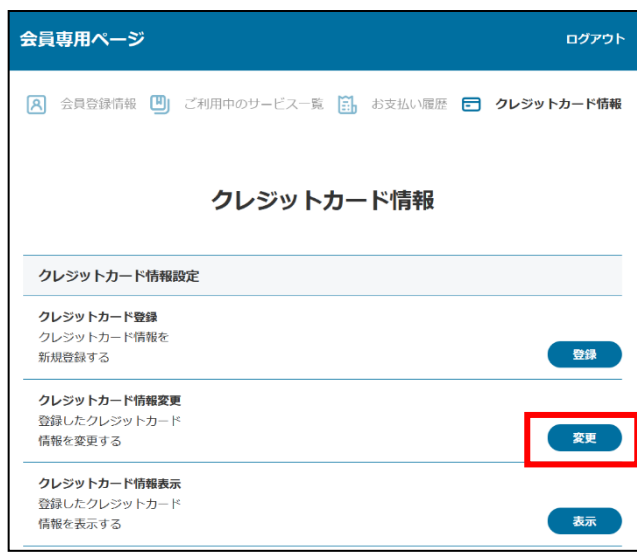 会員専用ページ
ログアウト
会員登録情報
ご利用中のサービス一覧
お支払い履歴
クレジットカード情報
クレジットカード情報
クレジットカード情報設定
クレジットカード登録
クレジットカード情報を
新規登録する
登録
クレジットカード情報変更
登録したクレジットカード
情報を変更する
変更
クレジットカード情報表示
登録したクレジットカード
情報を表示する
表示